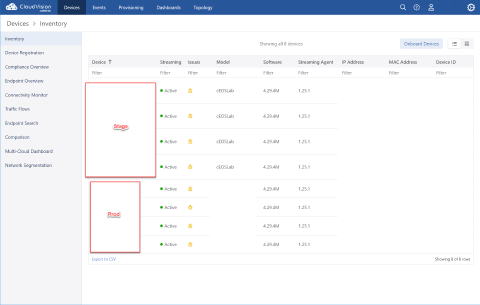 CloudVision
Devices
Events
Provisioning
Dashboards
Topology
Devices > Inventory
Inventory
Device Registration
Compliance Overview
Endpoint Overview
Connectivity Monitor
Traffic Flows
Endpoint Search
Comparison
Multi-Cloud Dashboard
Network Segmentation
Showing all 8 devices
Onboard Devices
Device ↑ Streaming Issues Model Software Streaming Agent IP Address MAC Address Device ID
Filter Filter Filter Filter Filter Filter Filter Filter Filter
Active cEOSLab 4.29.4M 1.25.1
Stage
Active cEOSLab 4.29.4M 1.25.1
Active cEOSLab 4.29.4M 1.25.1
Active cEOSLab 4.29.4M 1.25.1
Active 4.29.4M 1.25.1
Prod
Active 4.29.4M 1.25.1
Active 4.29.4M 1.25.1
Active 4.29.4M 1.25.1
Export to CSV
Showing 8 of 8 rows